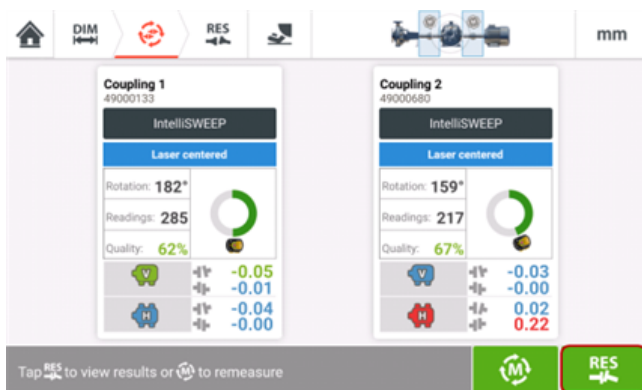 DIM
RES
mm
Coupling 1
49000133
IntelliSWEEP
Laser centered
Rotation: 182°
Readings: 285
Quality: 62%
V
-0.05
-0.01
H
-0.04
-0.00
Coupling 2
49000680
IntelliSWEEP
Laser centered
Rotation: 159°
Readings: 217
Quality: 67%
V
-0.03
-0.00
H
0.02
0.22
Tap RES to view results or M to remeasure
M
RES